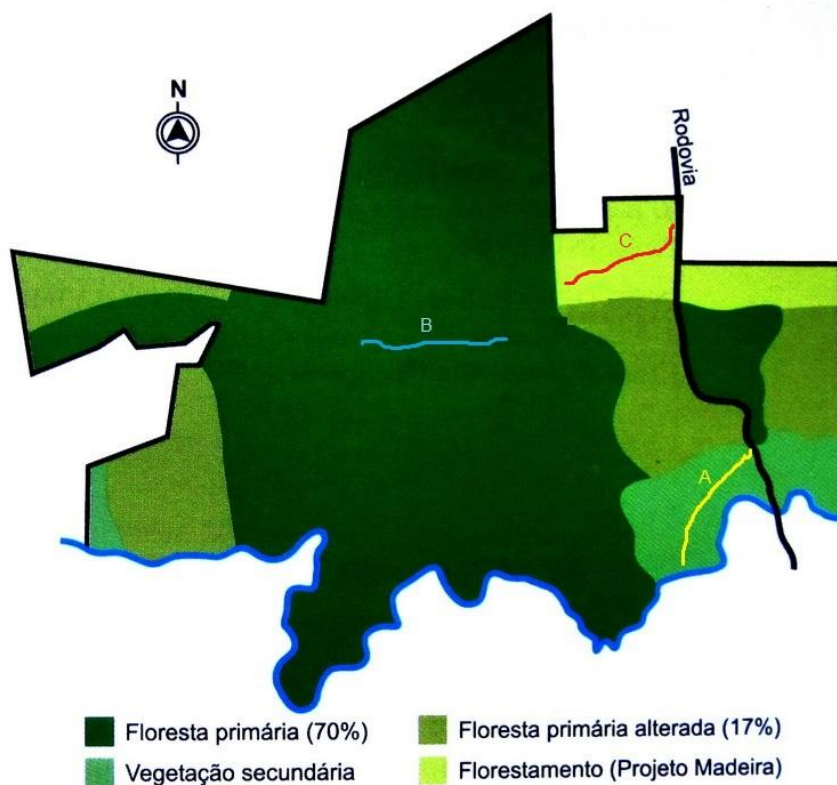 N
Rodovia
C
B
A
Floresta primária (70%)
Floresta primária alterada (17%)
Vegetação secundária
Florestamento (Projeto Madeira)